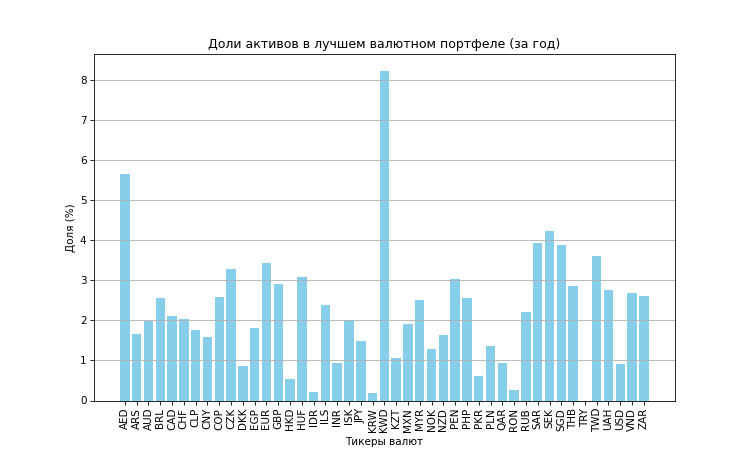 Доли активов в лучшем валютном портфеле (за год)
Доля (%)
8
7
6
5
4
3
2
1
0
AED ARS AUD BRL CAD CHF CLP CNY COP CZK DKK EGP EUR GBP HKD HUF IDR ILS INR ISK JPY KRW KWD KZT MXN MYR NOK NZD PEN PHP PKR PLN QAR RON RUB SAR SEK SGD THB TRY TWD UAH USD VND ZAR
Тикеры валют